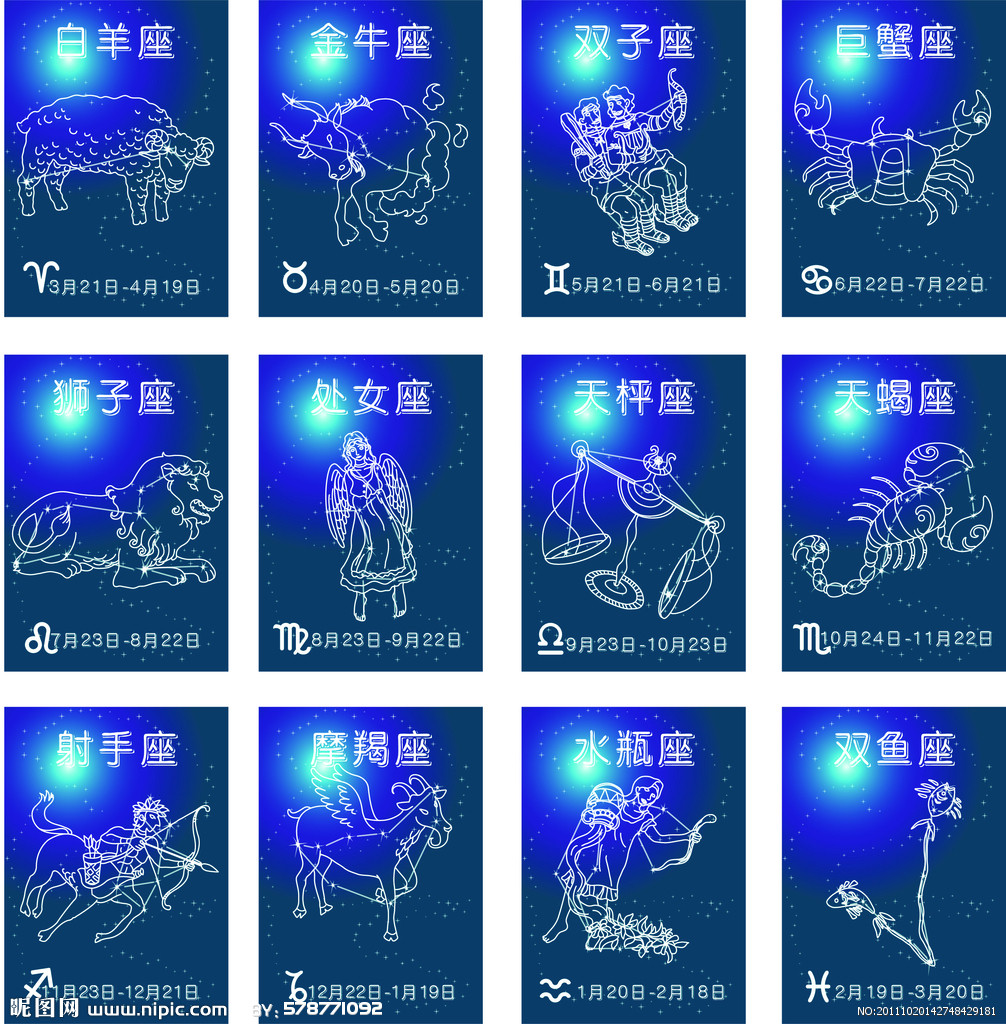 白羊座
3月21日-4月19日
金牛座
4月20日-5月20日
双子座
5月21日-6月21日
巨蟹座
6月22日-7月22日
狮子座
7月23日-8月22日
处女座
8月23日-9月22日
天秤座
9月23日-10月23日
天蝎座
10月24日-11月22日
射手座
11月23日-12月21日
摩羯座
12月22日-1月19日
水瓶座
1月20日-2月18日
双鱼座
2月19日-3月20日
昵图网 www.nipic.com BY: 578771092
NO:20111020142748429181